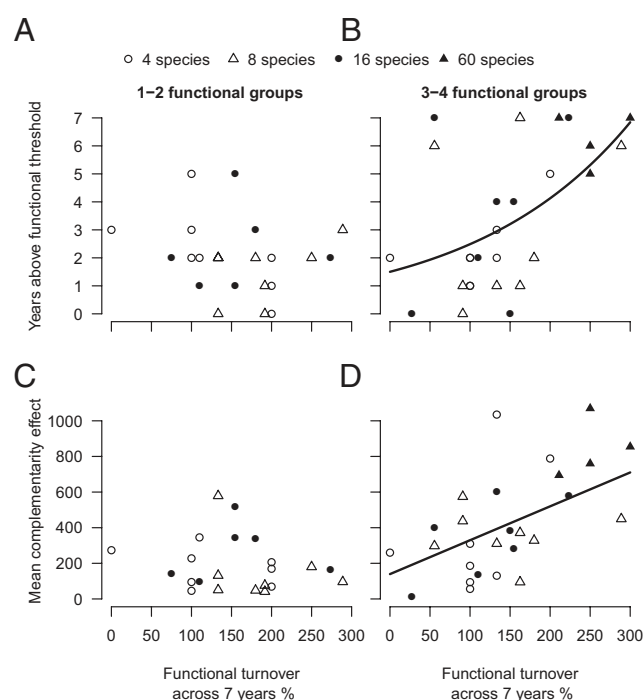 A
B
○ 4 species △ 8 species ● 16 species ▲ 60 species
1−2 functional groups
3−4 functional groups
Years above functional threshold
7
6
5
4
3
2
1
0
C
D
Mean complementarity effect
1000
800
600
400
200
0
0 50 100 150 200 250 300
0 50 100 150 200 250 300
Functional turnover
across 7 years %
Functional turnover
across 7 years %